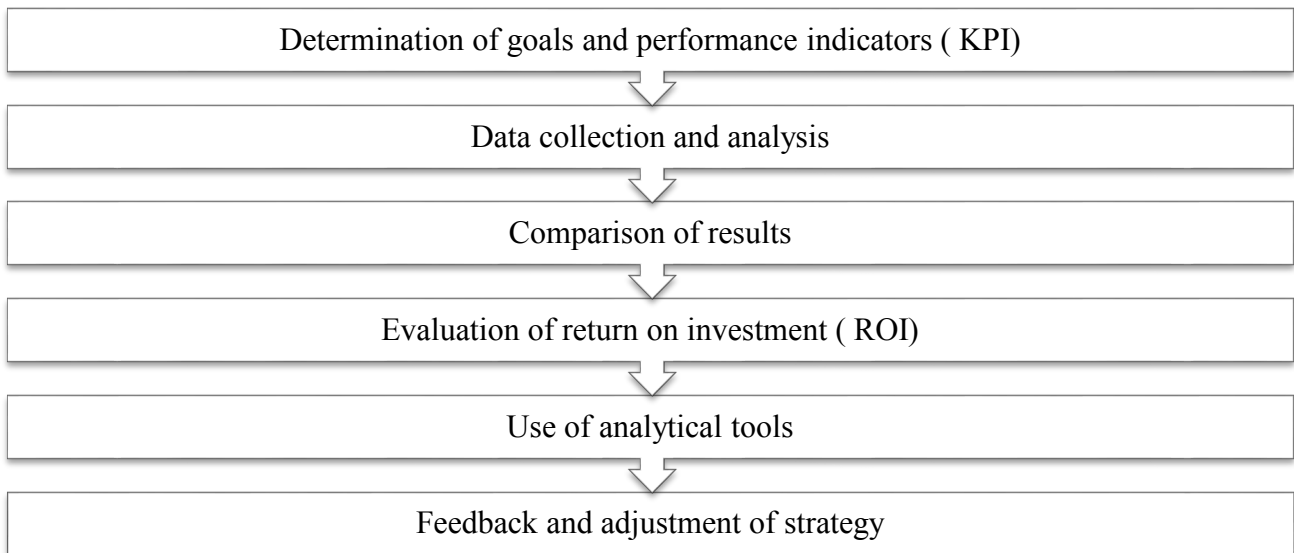 Determination of goals and performance indicators ( KPI)
Data collection and analysis
Comparison of results
Evaluation of return on investment ( ROI)
Use of analytical tools
Feedback and adjustment of strategy